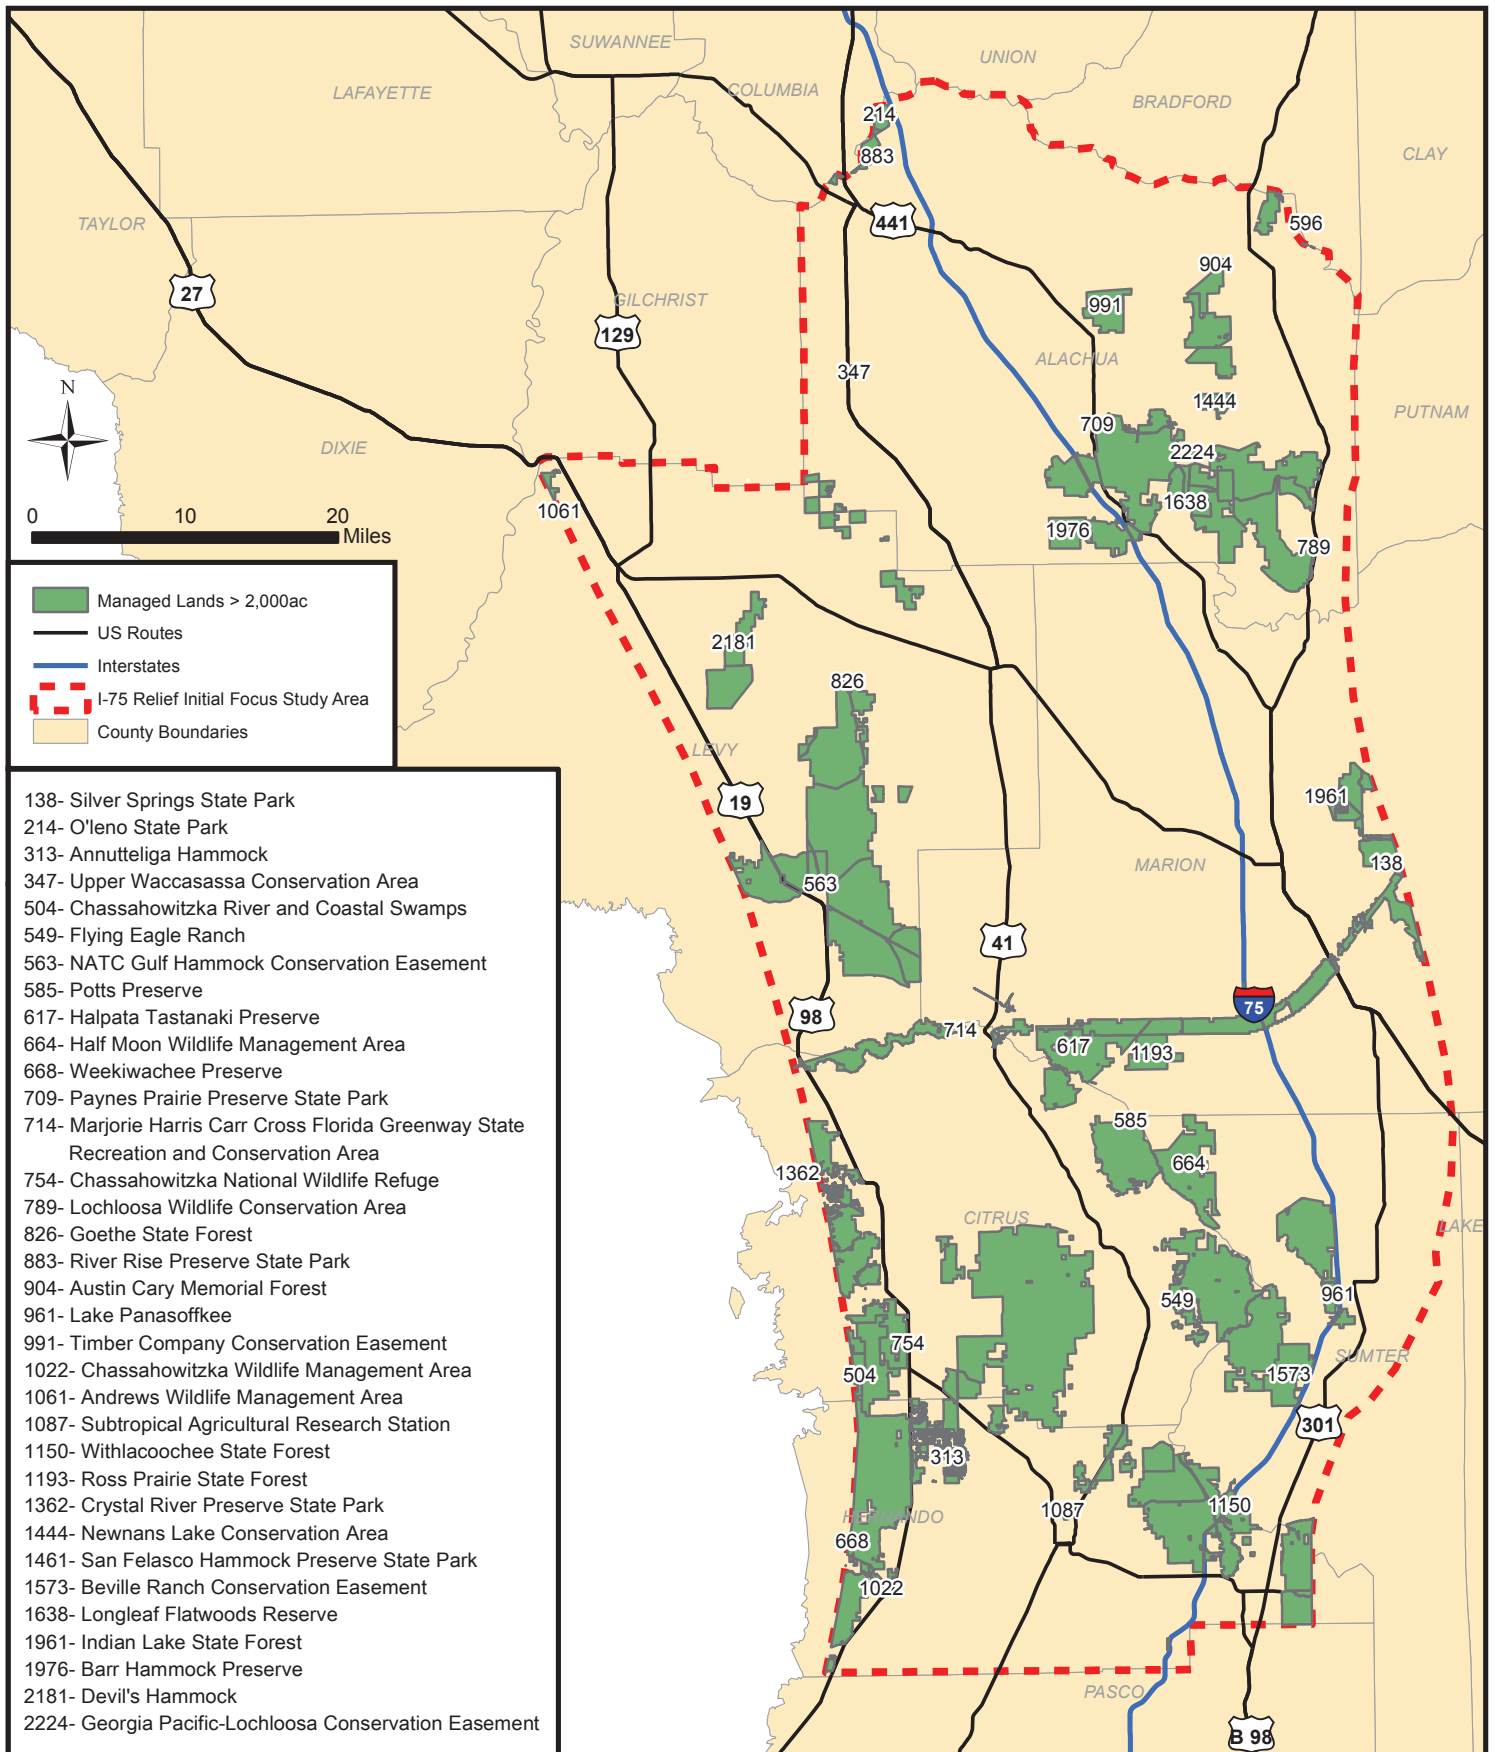 SUWANNEE
UNION
LAFAYETTE
COLUMBIA
BRADFORD
214
883
CLAY
TAYLOR
441
596
904
27
GILCHRIST
991
129
ALACHUA
347
N
1444
PUTNAM
709
DIXIE
2224
1638
1061
1976
789
0 10 20
Miles
Managed Lands > 2,000ac
US Routes
Interstates
I-75 Relief Initial Focus Study Area
County Boundaries
2181
826
LEVY
19
1961
138
MARION
563
41
98
75
714
617
1193
585
664
1362
CITRUS
LAKE
549
961
754
504
SUMTER
1573
301
313
1087
1150
HERNANDO
668
1022
PASCO
B 98
138- Silver Springs State Park
214- O'leno State Park
313- Annutteliga Hammock
347- Upper Waccasassa Conservation Area
504- Chassahowitzka River and Coastal Swamps
549- Flying Eagle Ranch
563- NATC Gulf Hammock Conservation Easement
585- Potts Preserve
617- Halpata Tastanaki Preserve
664- Half Moon Wildlife Management Area
668- Weekiwachee Preserve
709- Paynes Prairie Preserve State Park
714- Marjorie Harris Carr Cross Florida Greenway State
Recreation and Conservation Area
754- Chassahowitzka National Wildlife Refuge
789- Lochloosa Wildlife Conservation Area
826- Goethe State Forest
883- River Rise Preserve State Park
904- Austin Cary Memorial Forest
961- Lake Panasoffkee
991- Timber Company Conservation Easement
1022- Chassahowitzka Wildlife Management Area
1061- Andrews Wildlife Management Area
1087- Subtropical Agricultural Research Station
1150- Withlacoochee State Forest
1193- Ross Prairie State Forest
1362- Crystal River Preserve State Park
1444- Newnans Lake Conservation Area
1461- San Felasco Hammock Preserve State Park
1573- Beville Ranch Conservation Easement
1638- Longleaf Flatwoods Reserve
1961- Indian Lake State Forest
1976- Barr Hammock Preserve
2181- Devil's Hammock
2224- Georgia Pacific-Lochloosa Conservation Easement